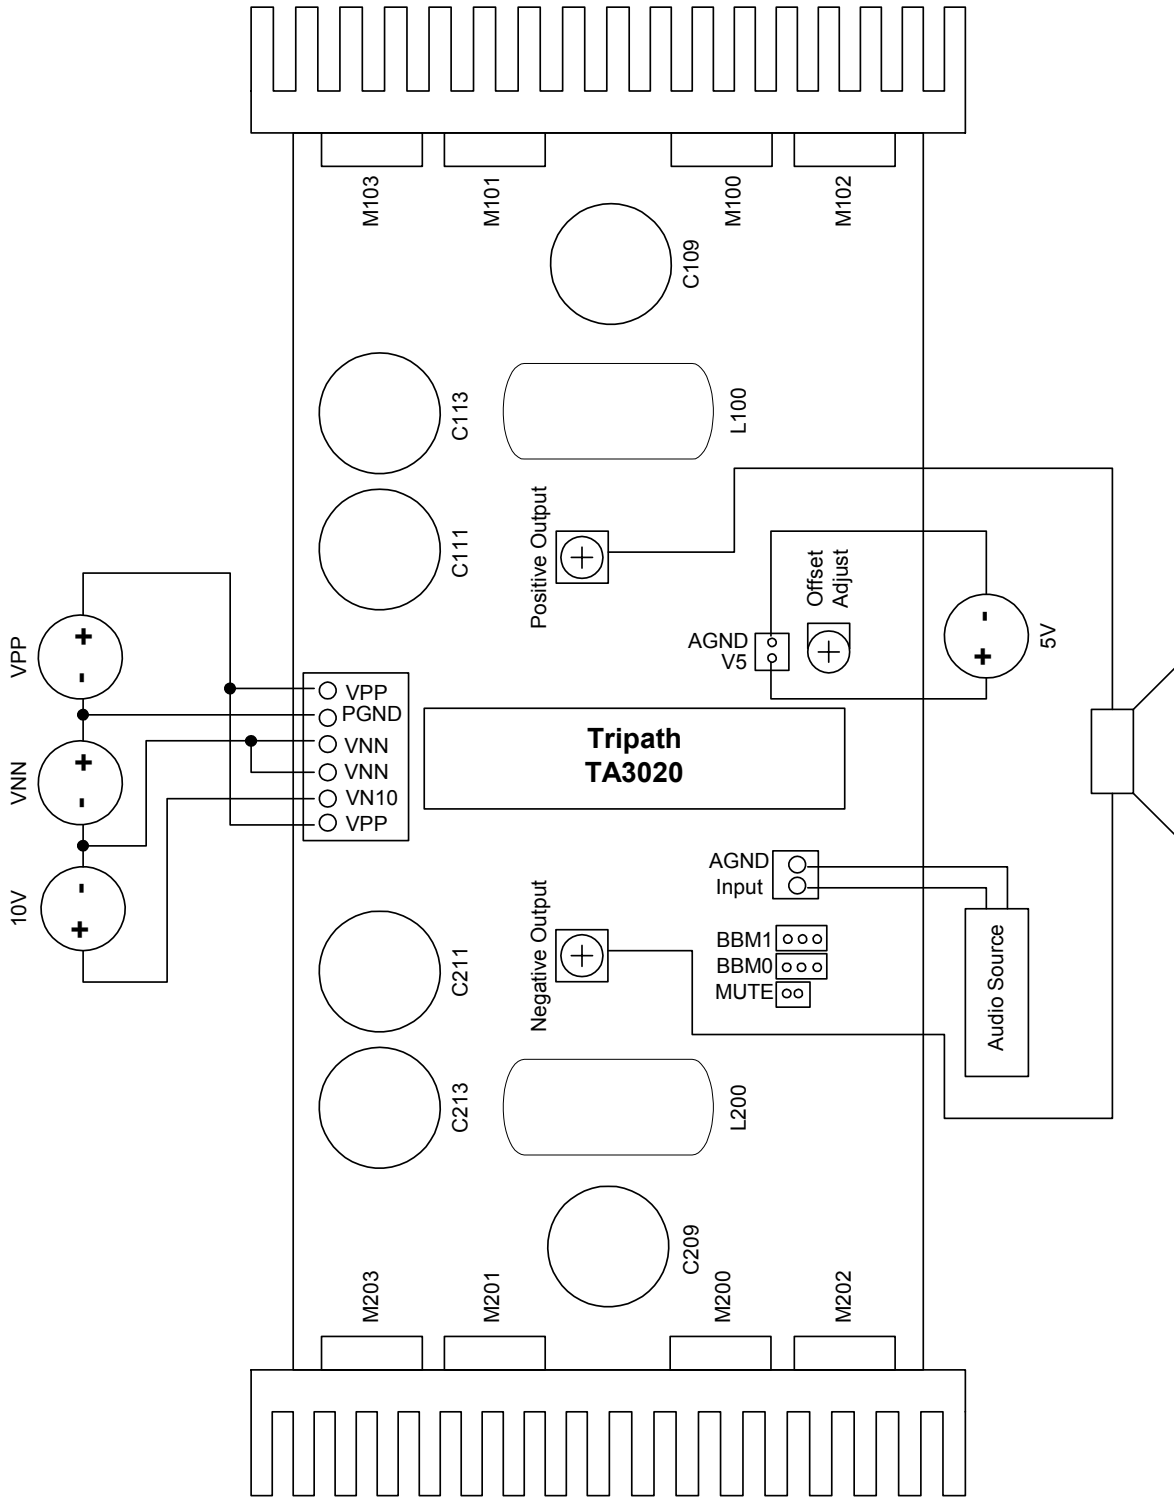 M103
M101
M100
M102
C109
C113
L100
C111
Positive Output
VPP
+
-
Offset
Adjust
AGND
V5
-
+
5V
VPP
PGND
VNN
VNN
VN10
VPP
Tripath
TA3020
VNN
+
-
10V
-
+
AGND
Input
BBM1
BBM0
MUTE
Audio Source
C211
Negative Output
C213
L200
C209
M203
M201
M200
M202